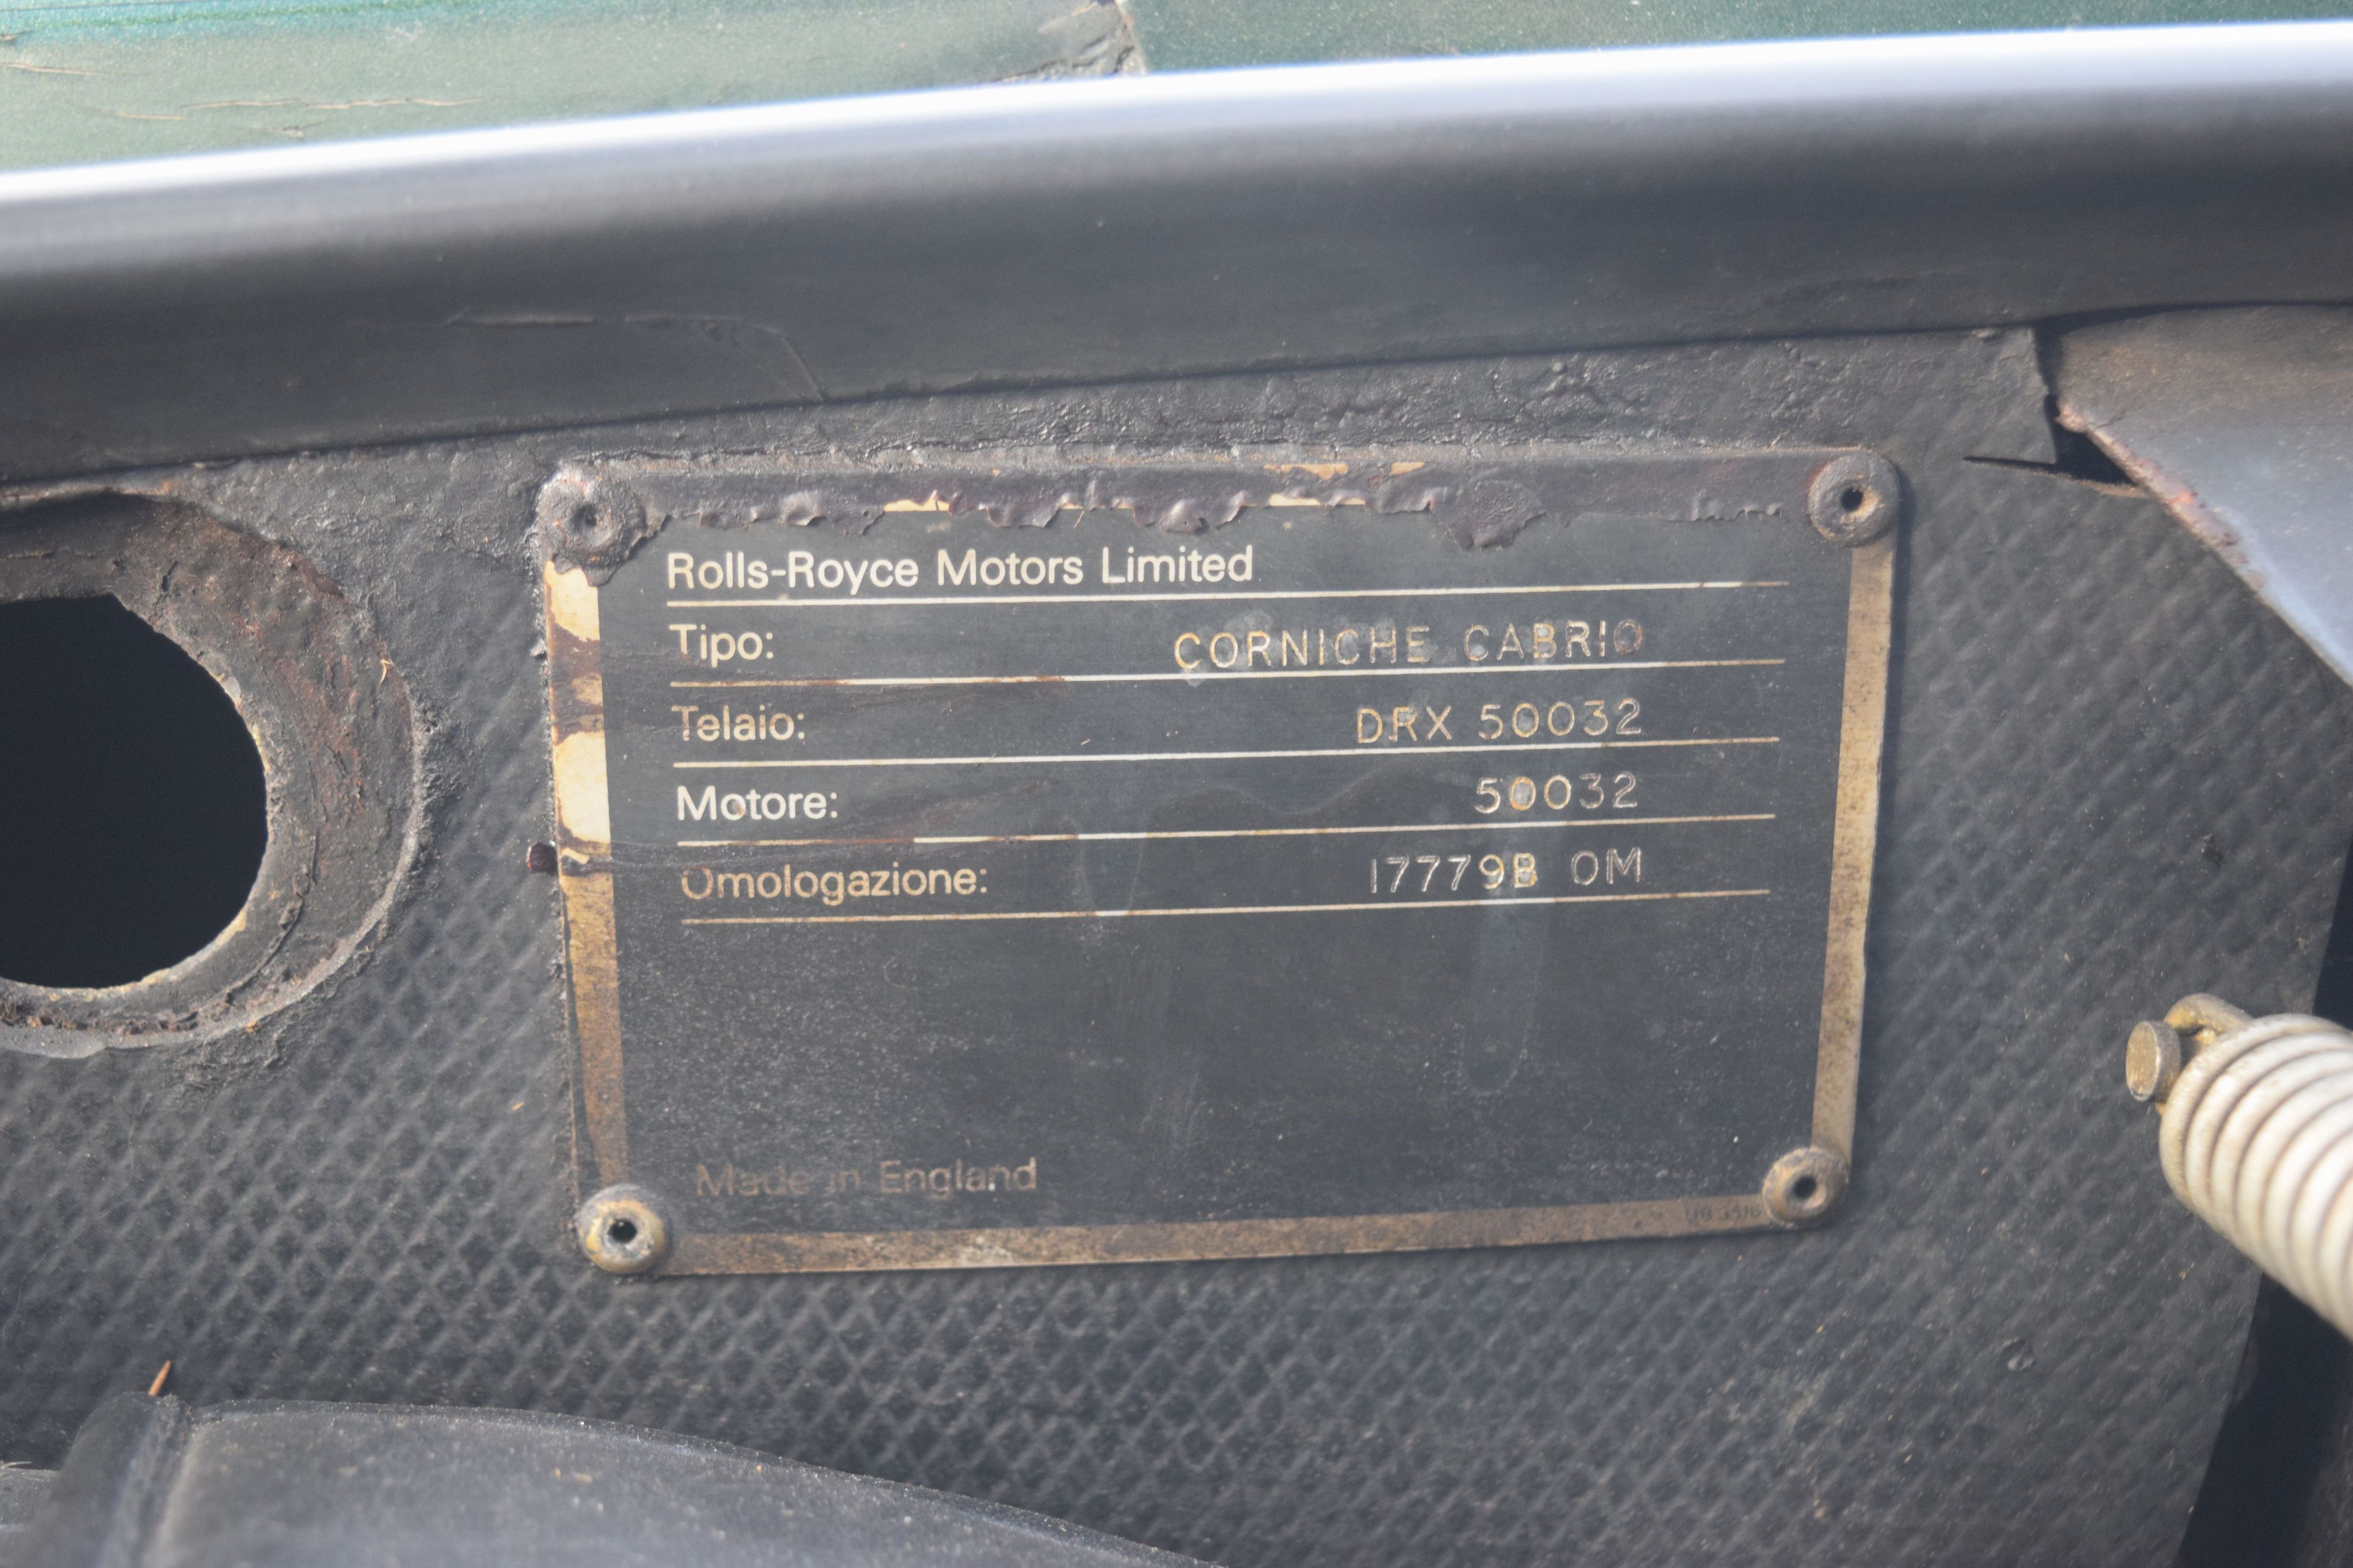 Rolls-Royce Motors Limited
Tipo: CORNICHE CABRIO
Telaio: DRX 50032
Motore: 50032
Omologazione: 17779B OM
Made in England